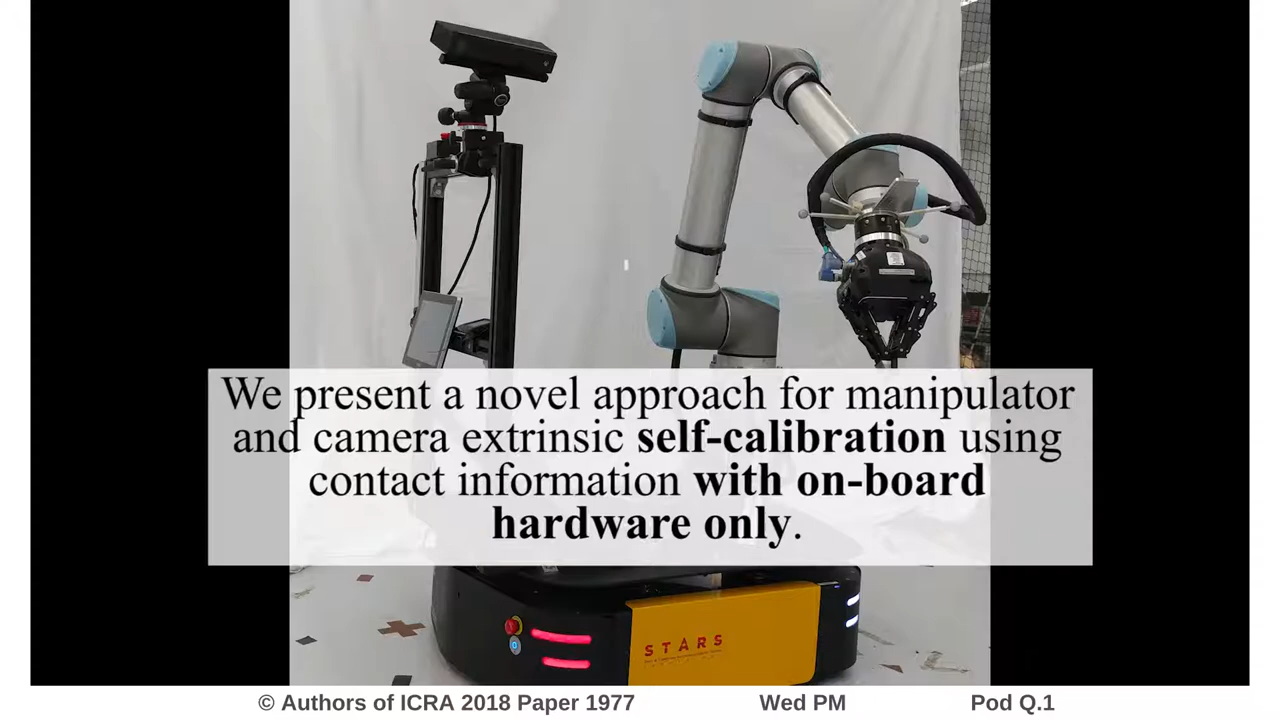 We present a novel approach for manipulator
and camera extrinsic self-calibration using
contact information with on-board
hardware only.
STARS
© Authors of ICRA 2018 Paper 1977 Wed PM Pod Q.1